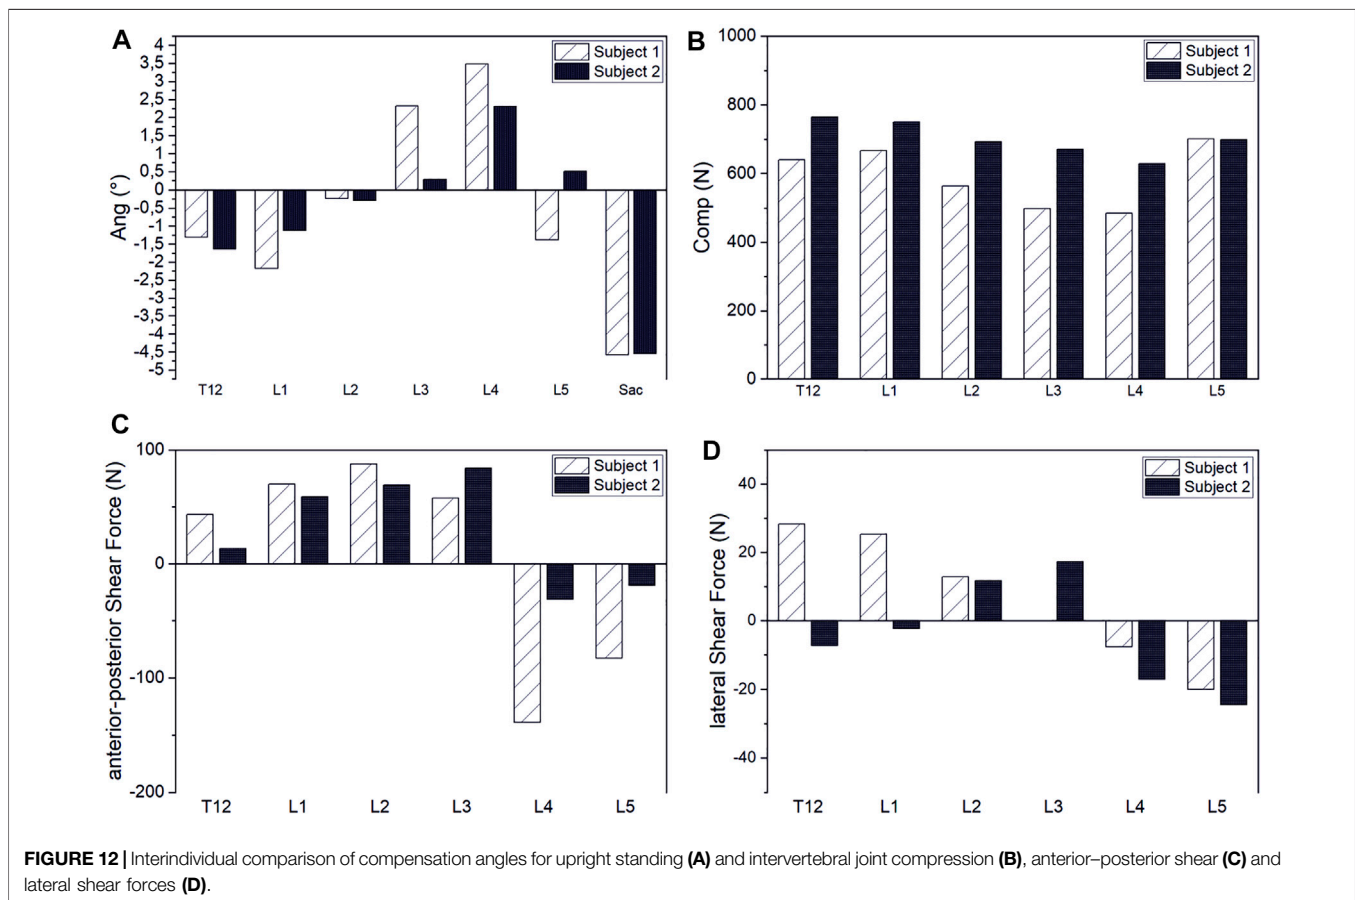 A
4
3,5
3
2,5
2
1,5
1
0,5
0
-0,5
-1
-1,5
-2
-2,5
-3
-3,5
-4
-4,5
-5
Ang (°)
Subject 1
Subject 2
T12 L1 L2 L3 L4 L5 Sac
B
1000
800
600
400
200
0
Comp (N)
Subject 1
Subject 2
T12 L1 L2 L3 L4 L5
C
100
0
-100
-200
anterior-posterior Shear Force (N)
Subject 1
Subject 2
T12 L1 L2 L3 L4 L5
D
40
20
0
-20
-40
lateral Shear Force (N)
Subject 1
Subject 2
T12 L1 L2 L3 L4 L5
FIGURE 12 | Interindividual comparison of compensation angles for upright standing (A) and intervertebral joint compression (B), anterior–posterior shear (C) and
lateral shear forces (D).